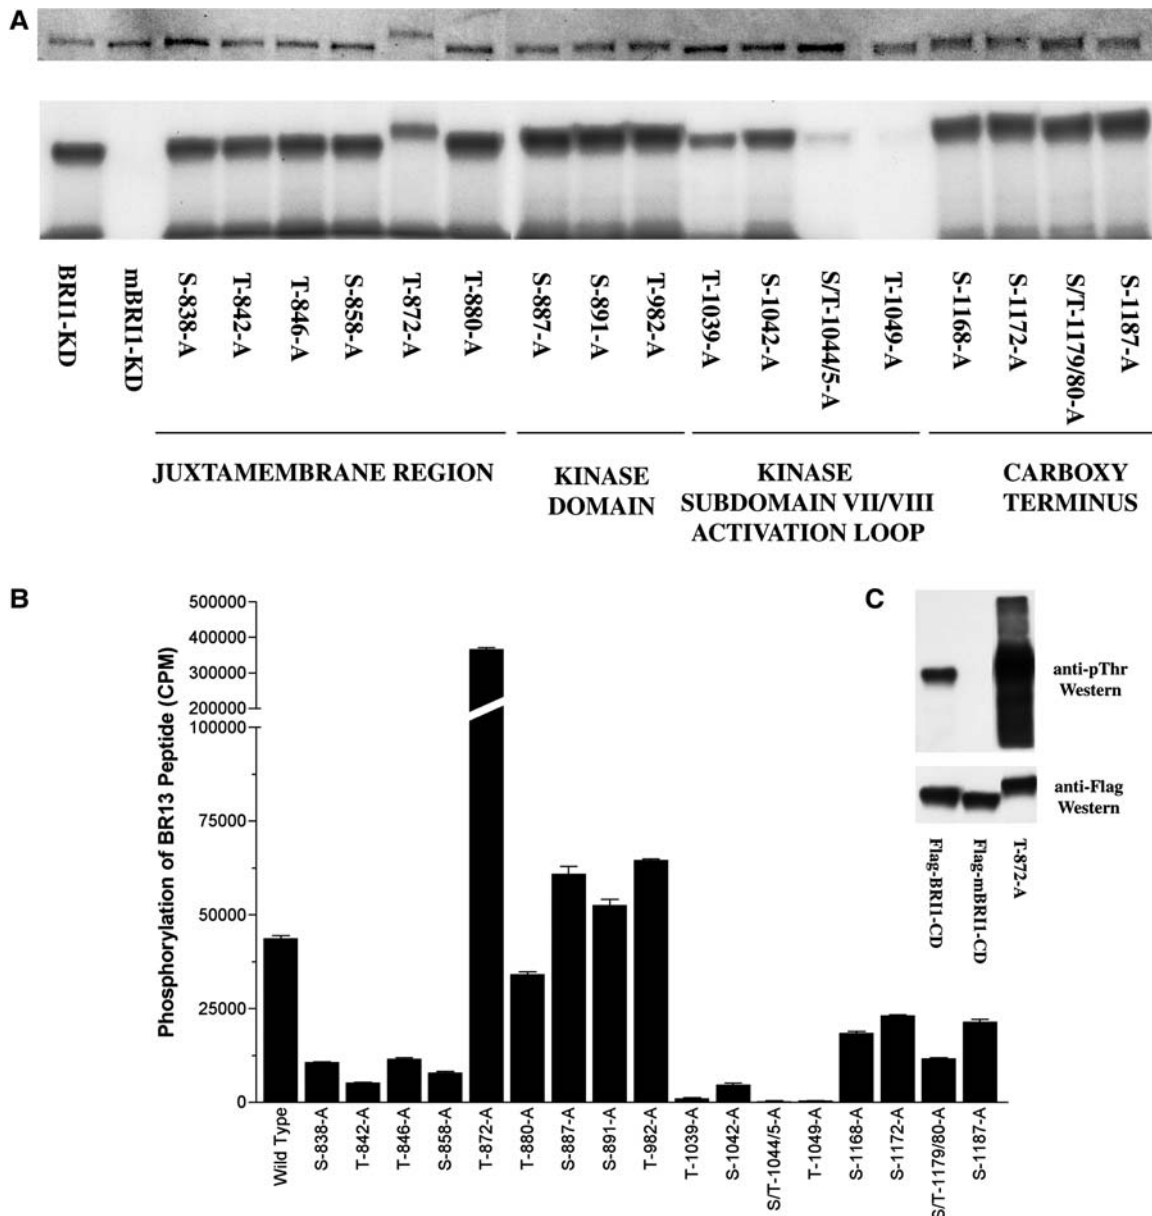 A
BRI1-KD
mBRI1-KD
S-838-A
T-842-A
T-846-A
S-858-A
T-872-A
T-880-A
S-887-A
S-891-A
T-982-A
T-1039-A
S-1042-A
S/T-1044/5-A
T-1049-A
S-1168-A
S-1172-A
S/T-1179/80-A
S-1187-A
JUXTAMEMBRANE REGION
KINASE
DOMAIN
KINASE
SUBDOMAIN VII/VIII
ACTIVATION LOOP
CARBOXY
TERMINUS
B
Phosphorylation of BR13 Peptide (CPM)
500000
400000
300000
200000
100000
75000
50000
25000
0
Wild Type
S-838-A
T-842-A
T-846-A
S-858-A
T-872-A
T-880-A
S-887-A
S-891-A
T-982-A
T-1039-A
S-1042-A
S/T-1044/5-A
T-1049-A
S-1168-A
S-1172-A
S/T-1179/80-A
S-1187-A
C
anti-pThr
Western
anti-Flag
Western
Flag-BRI1-CD
Flag-mBRI1-CD
T-872-A